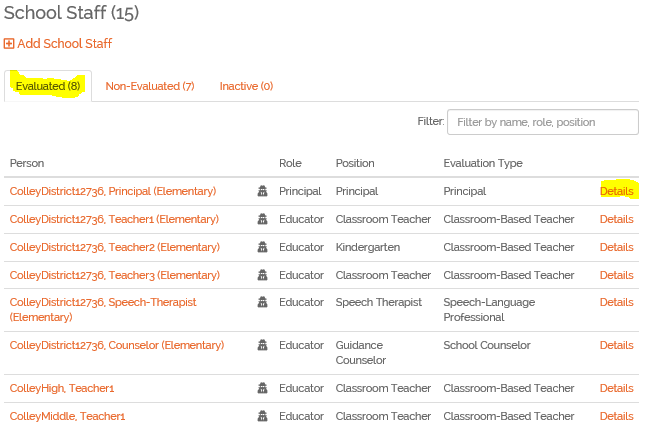 School Staff (15)
Add School Staff
Evaluated (8) Non-Evaluated (7) Inactive (0)
Filter: Filter by name, role, position
Person Role Position Evaluation Type
ColleyDistrict12736, Principal (Elementary) Principal Principal Principal Details
ColleyDistrict12736, Teacher1 (Elementary) Educator Classroom Teacher Classroom-Based Teacher Details
ColleyDistrict12736, Teacher2 (Elementary) Educator Kindergarten Classroom-Based Teacher Details
ColleyDistrict12736, Teacher3 (Elementary) Educator Classroom Teacher Classroom-Based Teacher Details
ColleyDistrict12736, Speech-Therapist Educator Speech Therapist Speech-Language Details
(Elementary) Professional
ColleyDistrict12736, Counselor (Elementary) Educator Guidance School Counselor Details
Counselor
ColleyHigh, Teacher1 Educator Classroom Teacher Classroom-Based Teacher Details
ColleyMiddle, Teacher1 Educator Classroom Teacher Classroom-Based Teacher Details